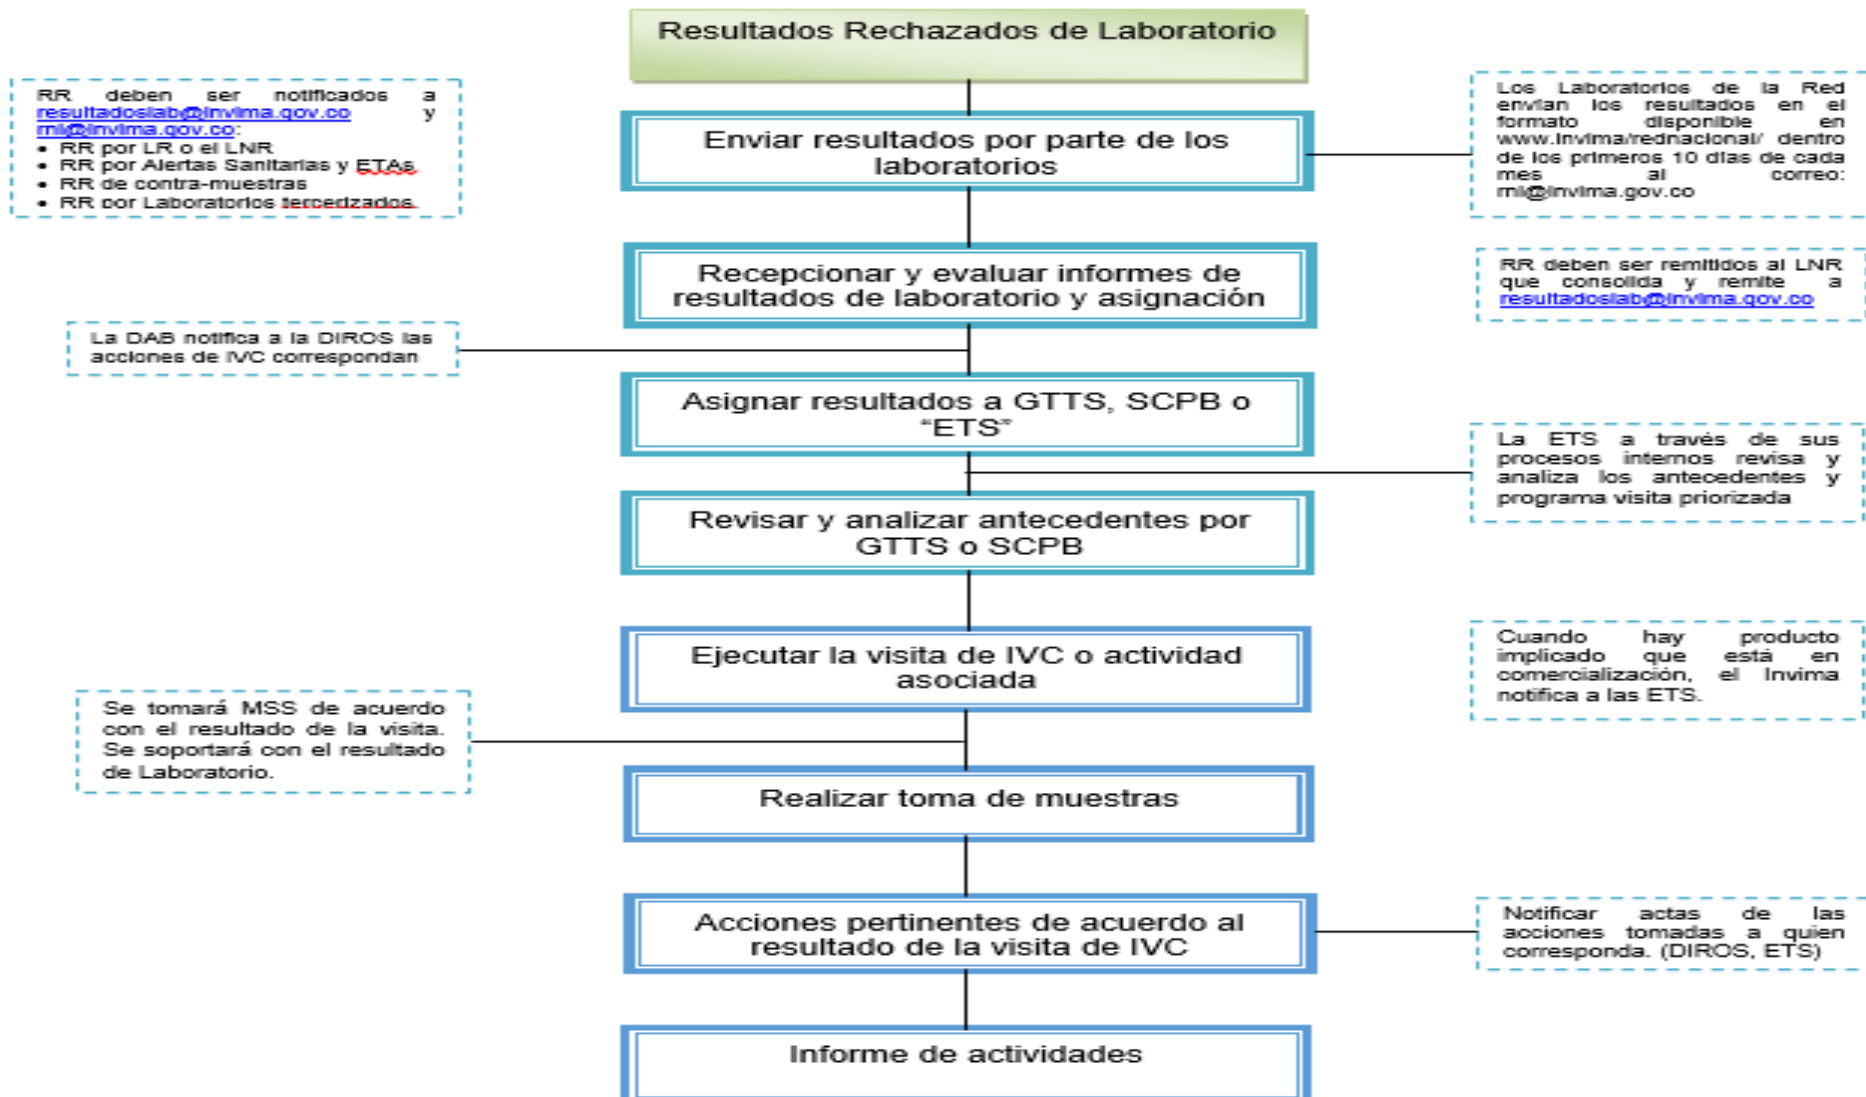 Resultados Rechazados de Laboratorio
RR deben ser notificados a
resultadoslab@invima.gov.co y
rnl@invima.gov.co:
• RR por LR o el LNR
• RR por Alertas Sanitarias y ETAs.
• RR de contra-muestras
• RR por Laboratorios tercerizados.
Enviar resultados por parte de los
laboratorios
Los Laboratorios de la Red
envían los resultados en el
formato disponible en
www.invima/rednacional/ dentro
de los primeros 10 días de cada
mes al correo:
rnl@invima.gov.co
Recepcionar y evaluar informes de
resultados de laboratorio y asignación
RR deben ser remitidos al LNR
que consolida y remite a
resultadoslab@invima.gov.co
La DAB notifica a la DIROS las
acciones de IVC correspondan
Asignar resultados a GTTS, SCPB o
“ETS”
La ETS a través de sus
procesos internos revisa y
analiza los antecedentes y
programa visita priorizada
Revisar y analizar antecedentes por
GTTS o SCPB
Ejecutar la visita de IVC o actividad
asociada
Cuando hay producto
implicado que está en
comercialización, el Invima
notifica a las ETS.
Se tomará MSS de acuerdo
con el resultado de la visita.
Se soportará con el resultado
de Laboratorio.
Realizar toma de muestras
Acciones pertinentes de acuerdo al
resultado de la visita de IVC
Notificar actas de las
acciones tomadas a quien
corresponda. (DIROS, ETS)
Informe de actividades